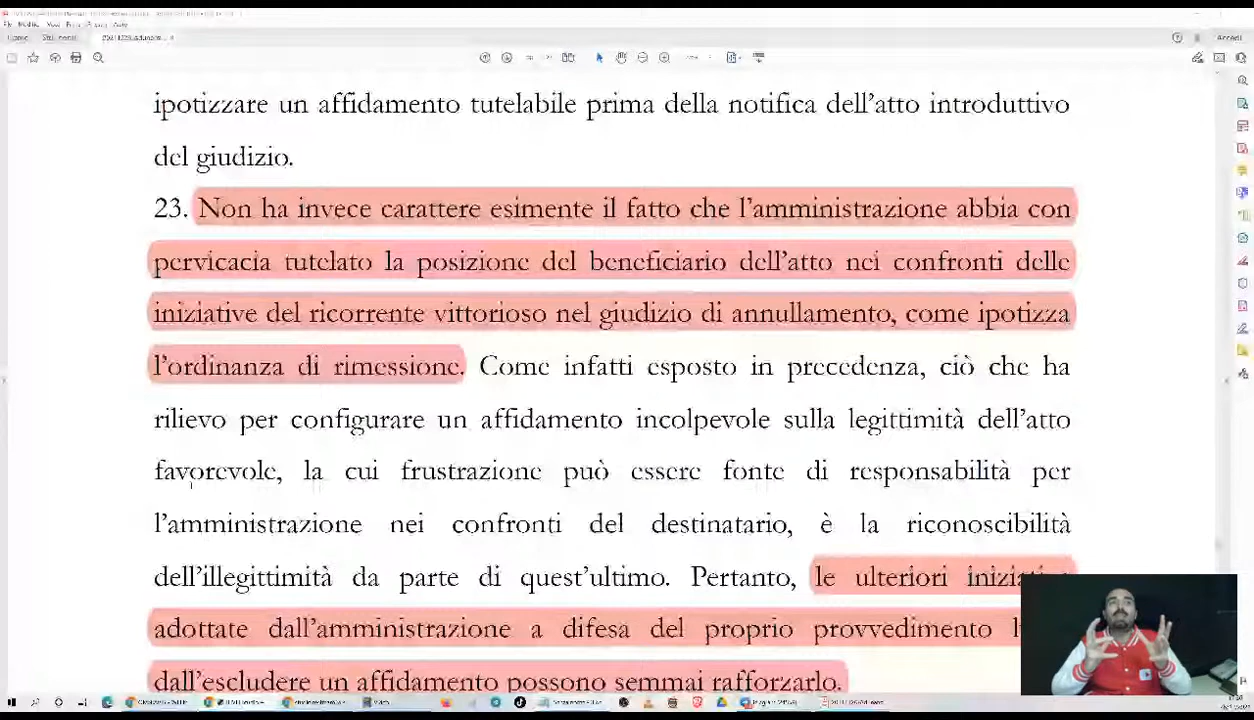 ipotizzare un affidamento tutelabile prima della notifica dell'atto introduttivo
del giudizio.
23. Non ha invece carattere esimente il fatto che l'amministrazione abbia con
pervicacia tutelato la posizione del beneficiario dell'atto nei confronti delle
iniziative del ricorrente vittorioso nel giudizio di annullamento, come ipotizza
l'ordinanza di rimessione. Come infatti esposto in precedenza, ciò che ha
rilievo per configurare un affidamento incolpevole sulla legittimità dell'atto
favorevole, la cui frustrazione può essere fonte di responsabilità per
l'amministrazione nei confronti del destinatario, è la riconoscibilità
dell'illegittimità da parte di quest'ultimo. Pertanto, le ulteriori
adottate dall'amministrazione a difesa del proprio provvedimento
dall'escludere un affidamento possono semmai rafforzarlo.